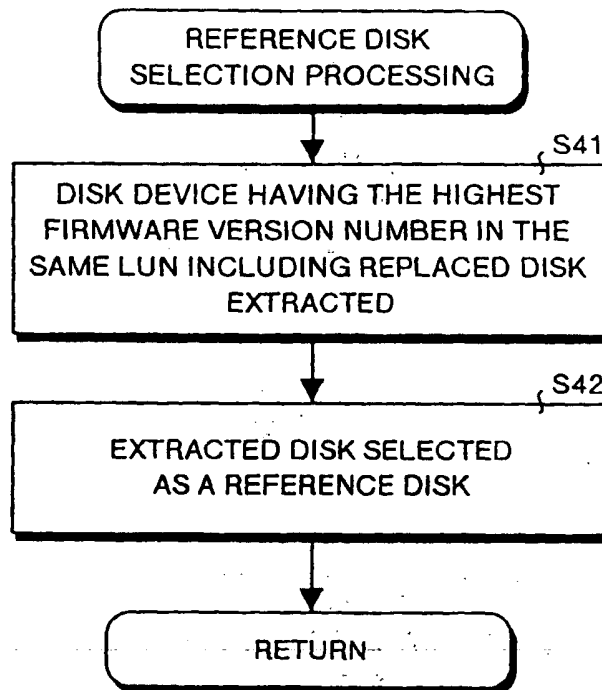 REFERENCE DISK
SELECTION PROCESSING
S41
DISK DEVICE HAVING THE HIGHEST
FIRMWARE VERSION NUMBER IN THE
SAME LUN INCLUDING REPLACED DISK
EXTRACTED
S42
EXTRACTED DISK SELECTED
AS A REFERENCE DISK
RETURN